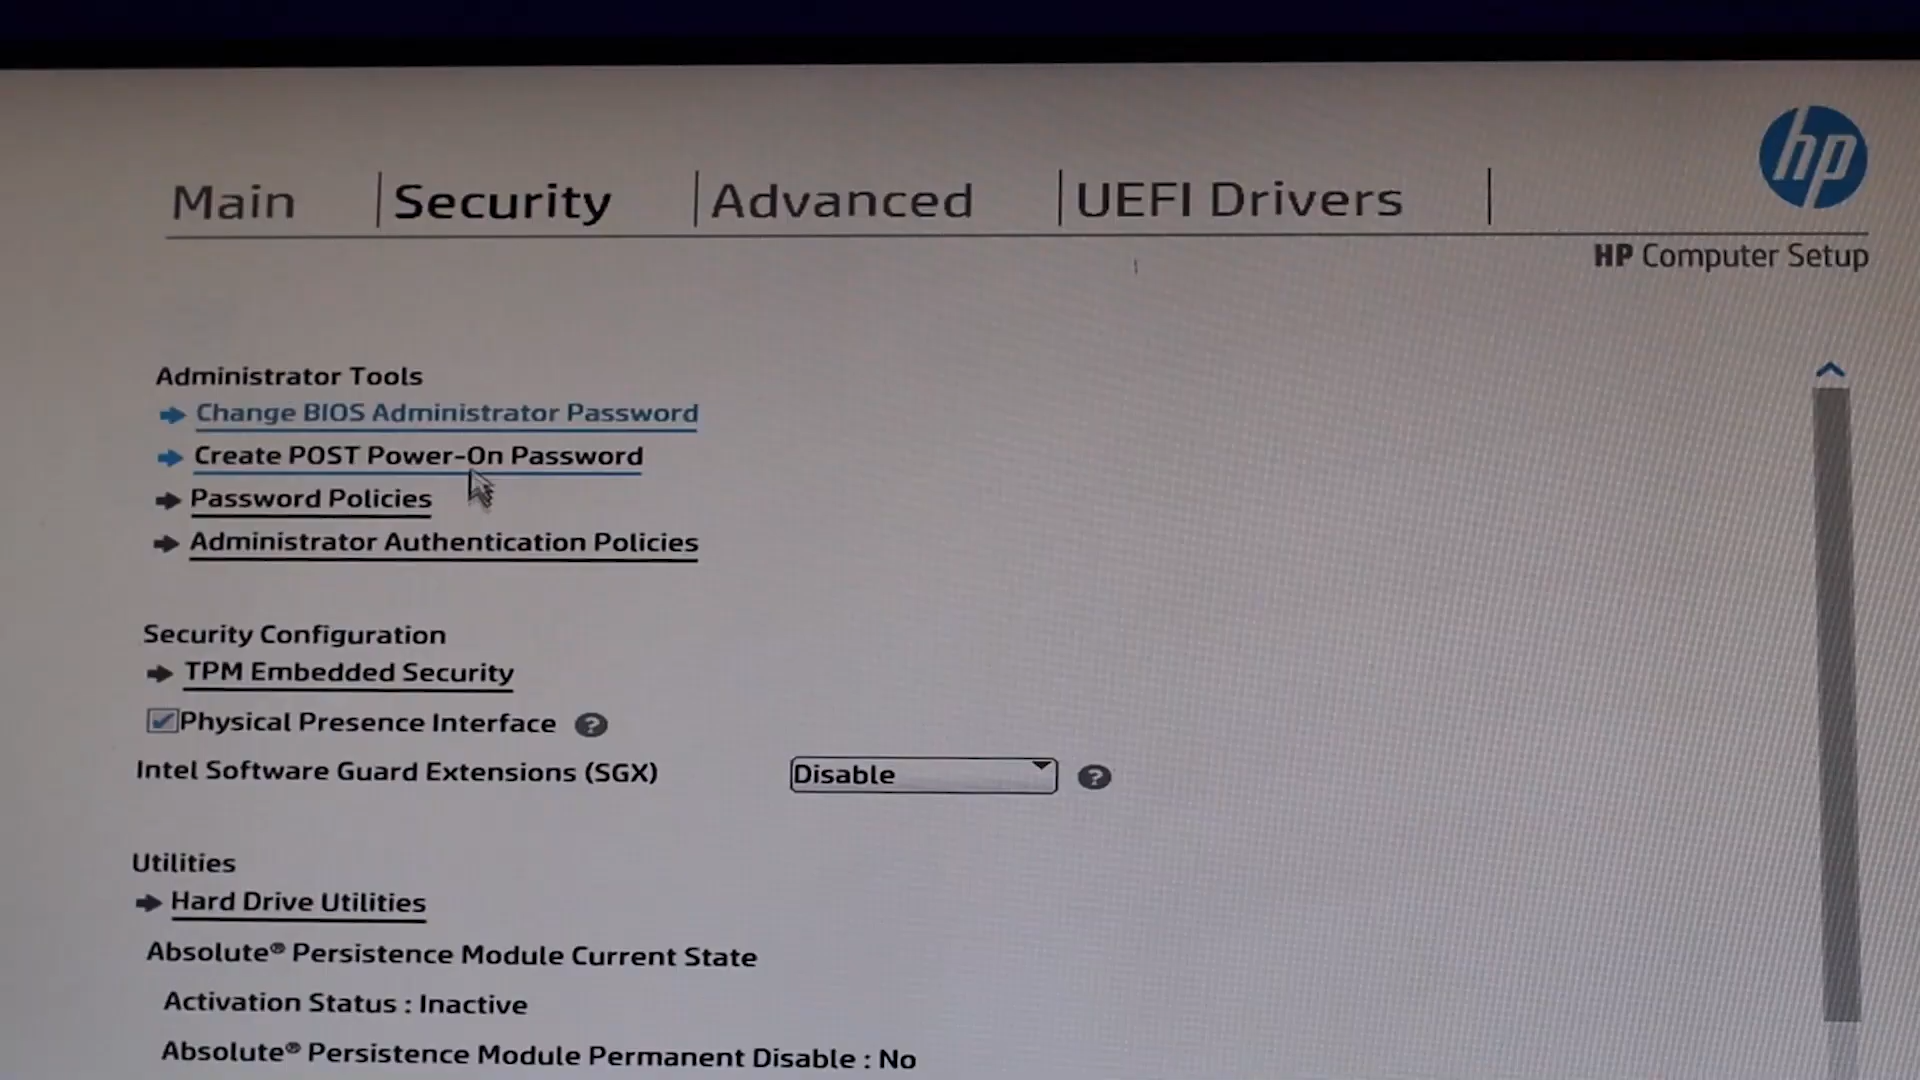 hp
Main Security Advanced UEFI Drivers
HP Computer Setup
Administrator Tools
Change BIOS Administrator Password
Create POST Power-On Password
Password Policies
Administrator Authentication Policies
Security Configuration
TPM Embedded Security
Physical Presence Interface ?
Intel Software Guard Extensions (SGX) Disable ?
Utilities
Hard Drive Utilities
Absolute® Persistence Module Current State
Activation Status : Inactive
Absolute® Persistence Module Permanent Disable : No